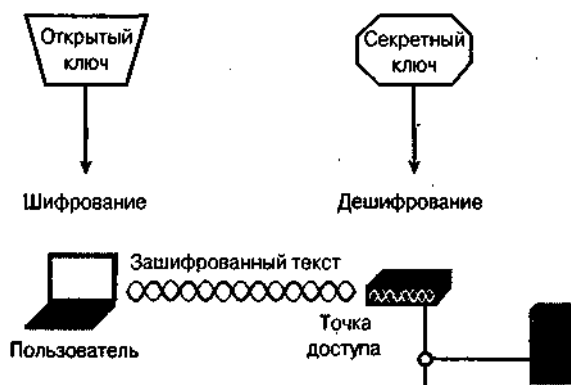 Открытый
ключ
Секретный
ключ
Шифрование
Дешифрование
Зашифрованный текст
Пользователь
Точка
доступа